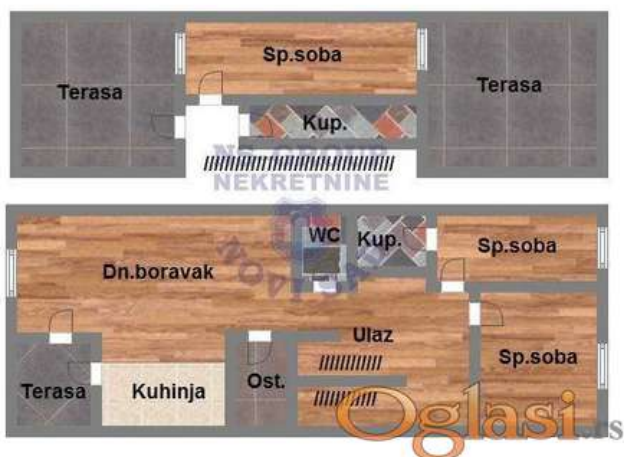 Sp.soba
Terasa
Terasa
Kup.
NS GROUP
NEKRETNINE
NOVI SAD
WC
Kup.
Sp.soba
Dn.boravak
Ulaz
Sp.soba
Terasa
Kuhinja
Ost.
Oglasi.rs